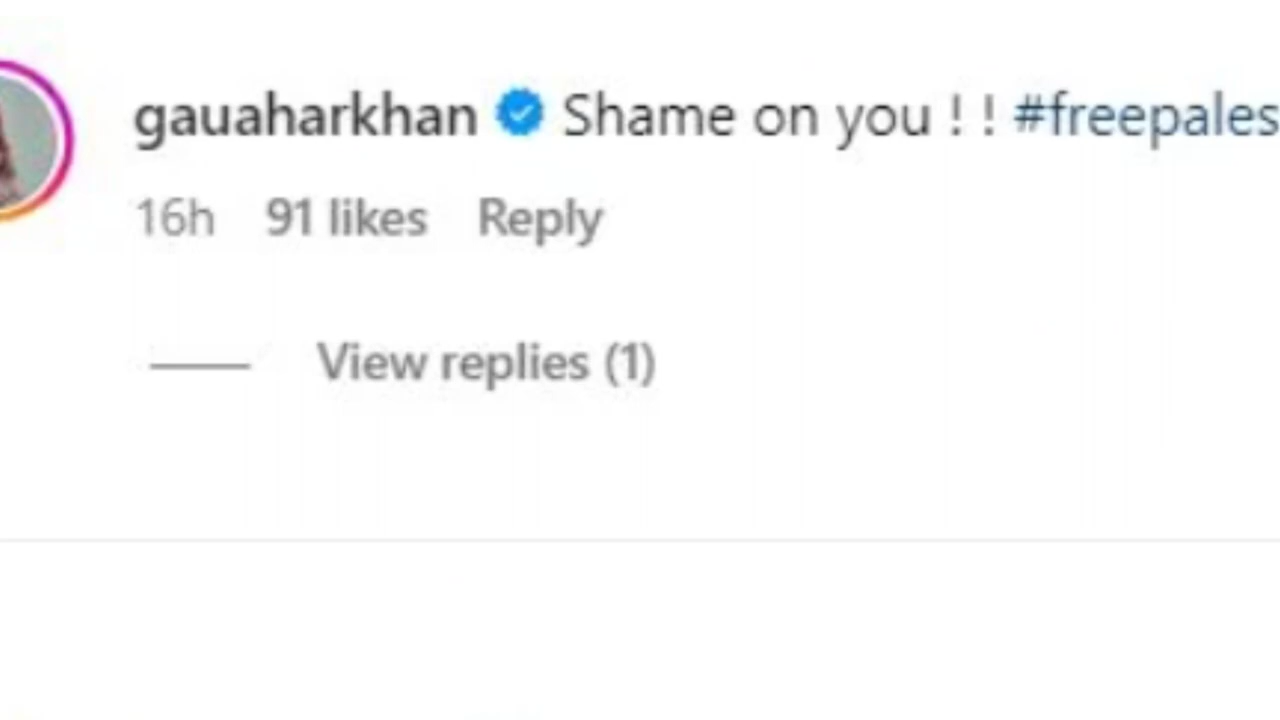 gauaharkhan Shame on you ! ! #freepales
16h 91 likes Reply
View replies (1)